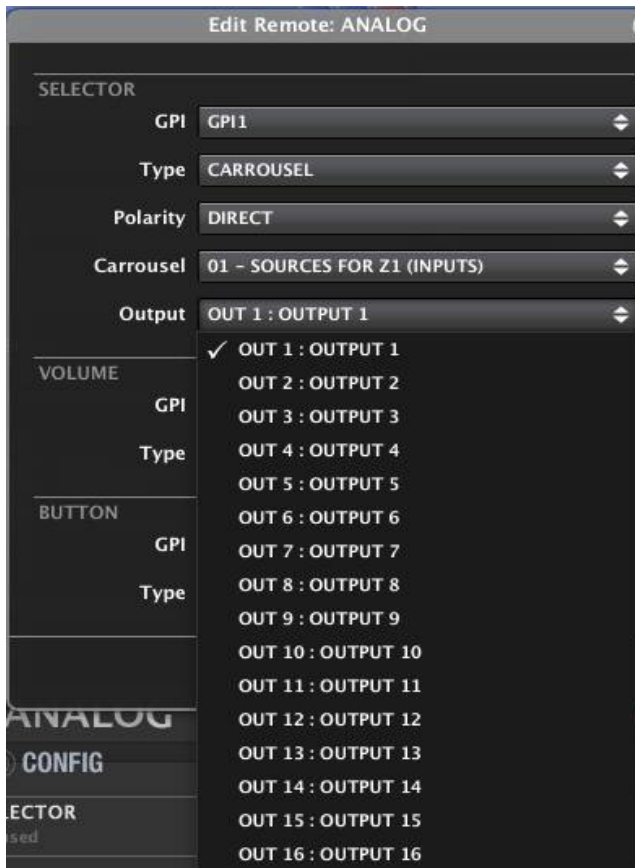 Edit Remote: ANALOG
SELECTOR
GPI GPI1
Type CARROUSEL
Polarity DIRECT
Carrousel 01 - SOURCES FOR Z1 (INPUTS)
Output OUT 1 : OUTPUT 1
✓ OUT 1 : OUTPUT 1
VOLUME
OUT 2 : OUTPUT 2
GPI
OUT 3 : OUTPUT 3
Type
OUT 4 : OUTPUT 4
OUT 5 : OUTPUT 5
BUTTON
OUT 6 : OUTPUT 6
GPI
OUT 7 : OUTPUT 7
Type
OUT 8 : OUTPUT 8
OUT 9 : OUTPUT 9
OUT 10 : OUTPUT 10
OUT 11 : OUTPUT 11
ANALOG
OUT 12 : OUTPUT 12
CONFIG
OUT 13 : OUTPUT 13
OUT 14 : OUTPUT 14
LECTOR
OUT 15 : OUTPUT 15
sed
OUT 16 : OUTPUT 16